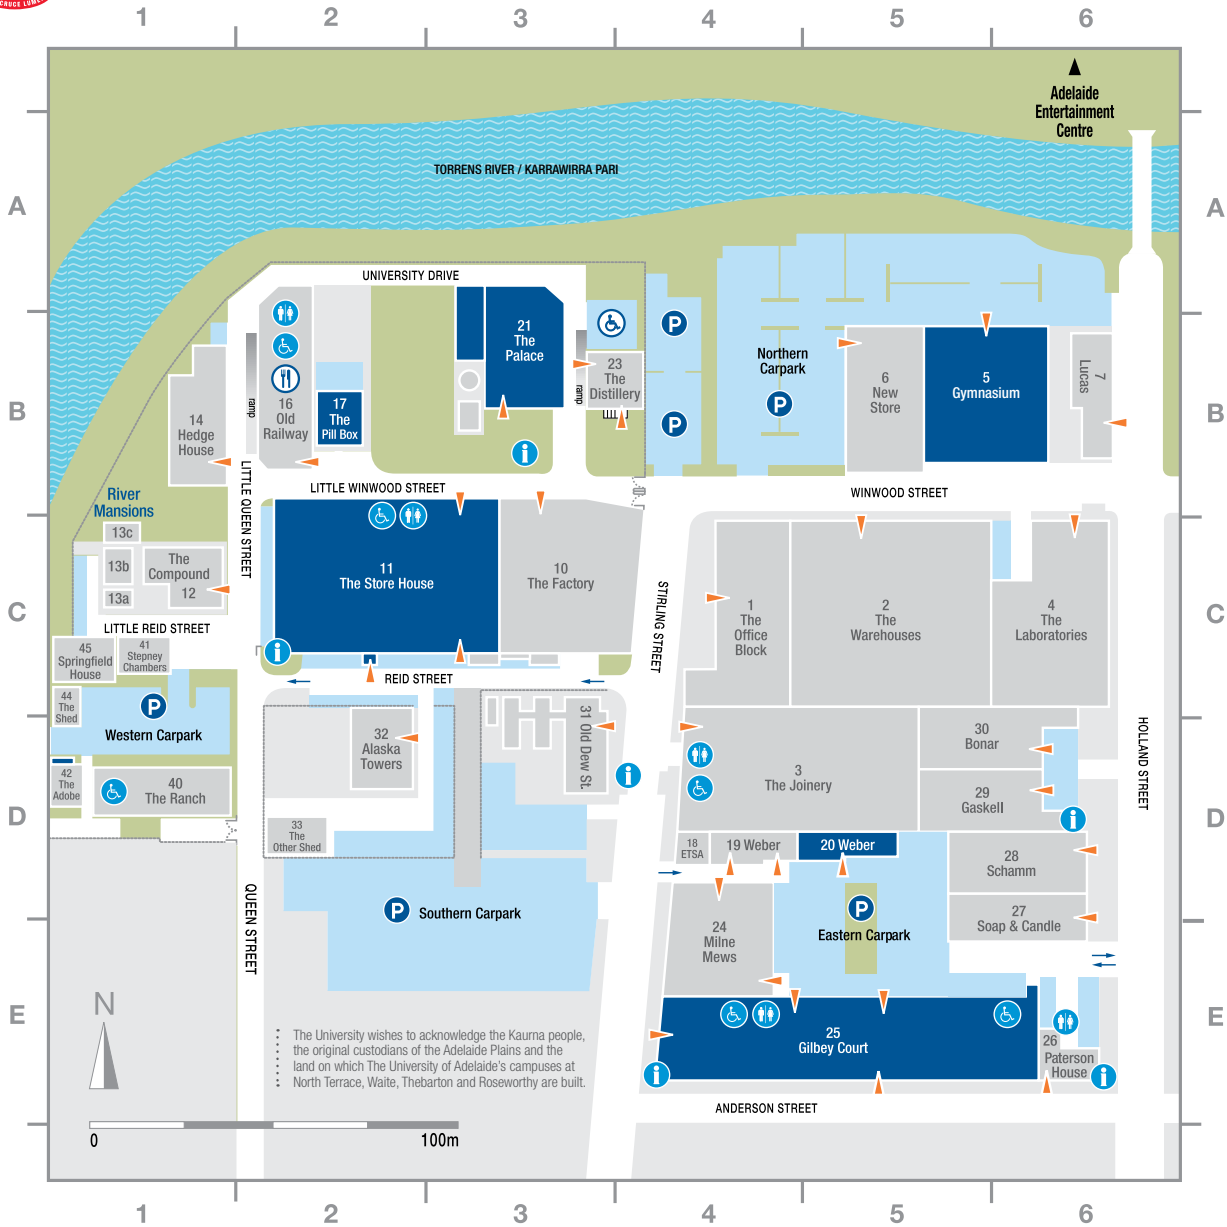 CRUCE LUMEN
1 2 3 4 5 6
Adelaide
Entertainment
Centre
TORRENS RIVER / KARRAWIRRA PARI
A A
UNIVERSITY DRIVE
21
The
Palace
P
Northern
Carpark
P
23
The
Distillery
ramp
ramp
16
Old
Railway
17
The
Pill Box
6
New
Store
5
Gymnasium
7
Lucas
B B
14
Hedge
House
P
i
LITTLE QUEEN STREET
LITTLE WINWOOD STREET
WINWOOD STREET
River
Mansions
13c
13b
13a
The
Compound
12
11
The Store House
10
The Factory
STIRLING STREET
1
The
Office
Block
2
The
Warehouses
4
The
Laboratories
C C
LITTLE REID STREET
45
Springfield
House
41
Stepney
Chambers
i
REID STREET
44
The
Shed
P
Western Carpark
32
Alaska
Towers
31 Old Dew St.
i
3
The Joinery
30
Bonar
29
Gaskell
i
HOLLAND STREET
42
The
Adobe
40
The Ranch
D D
33
The
Other Shed
18
ETSA
19 Weber
20 Weber
28
Schamm
QUEEN STREET
P
Southern Carpark
24
Milne
Mews
P
Eastern Carpark
27
Soap & Candle
N
E E
The University wishes to acknowledge the Kaurna people,
the original custodians of the Adelaide Plains and the
land on which The University of Adelaide's campuses at
North Terrace, Waite, Thebarton and Roseworthy are built.
25
Gilbey Court
i
26
Paterson
House
i
ANDERSON STREET
0 100m
1 2 3 4 5 6